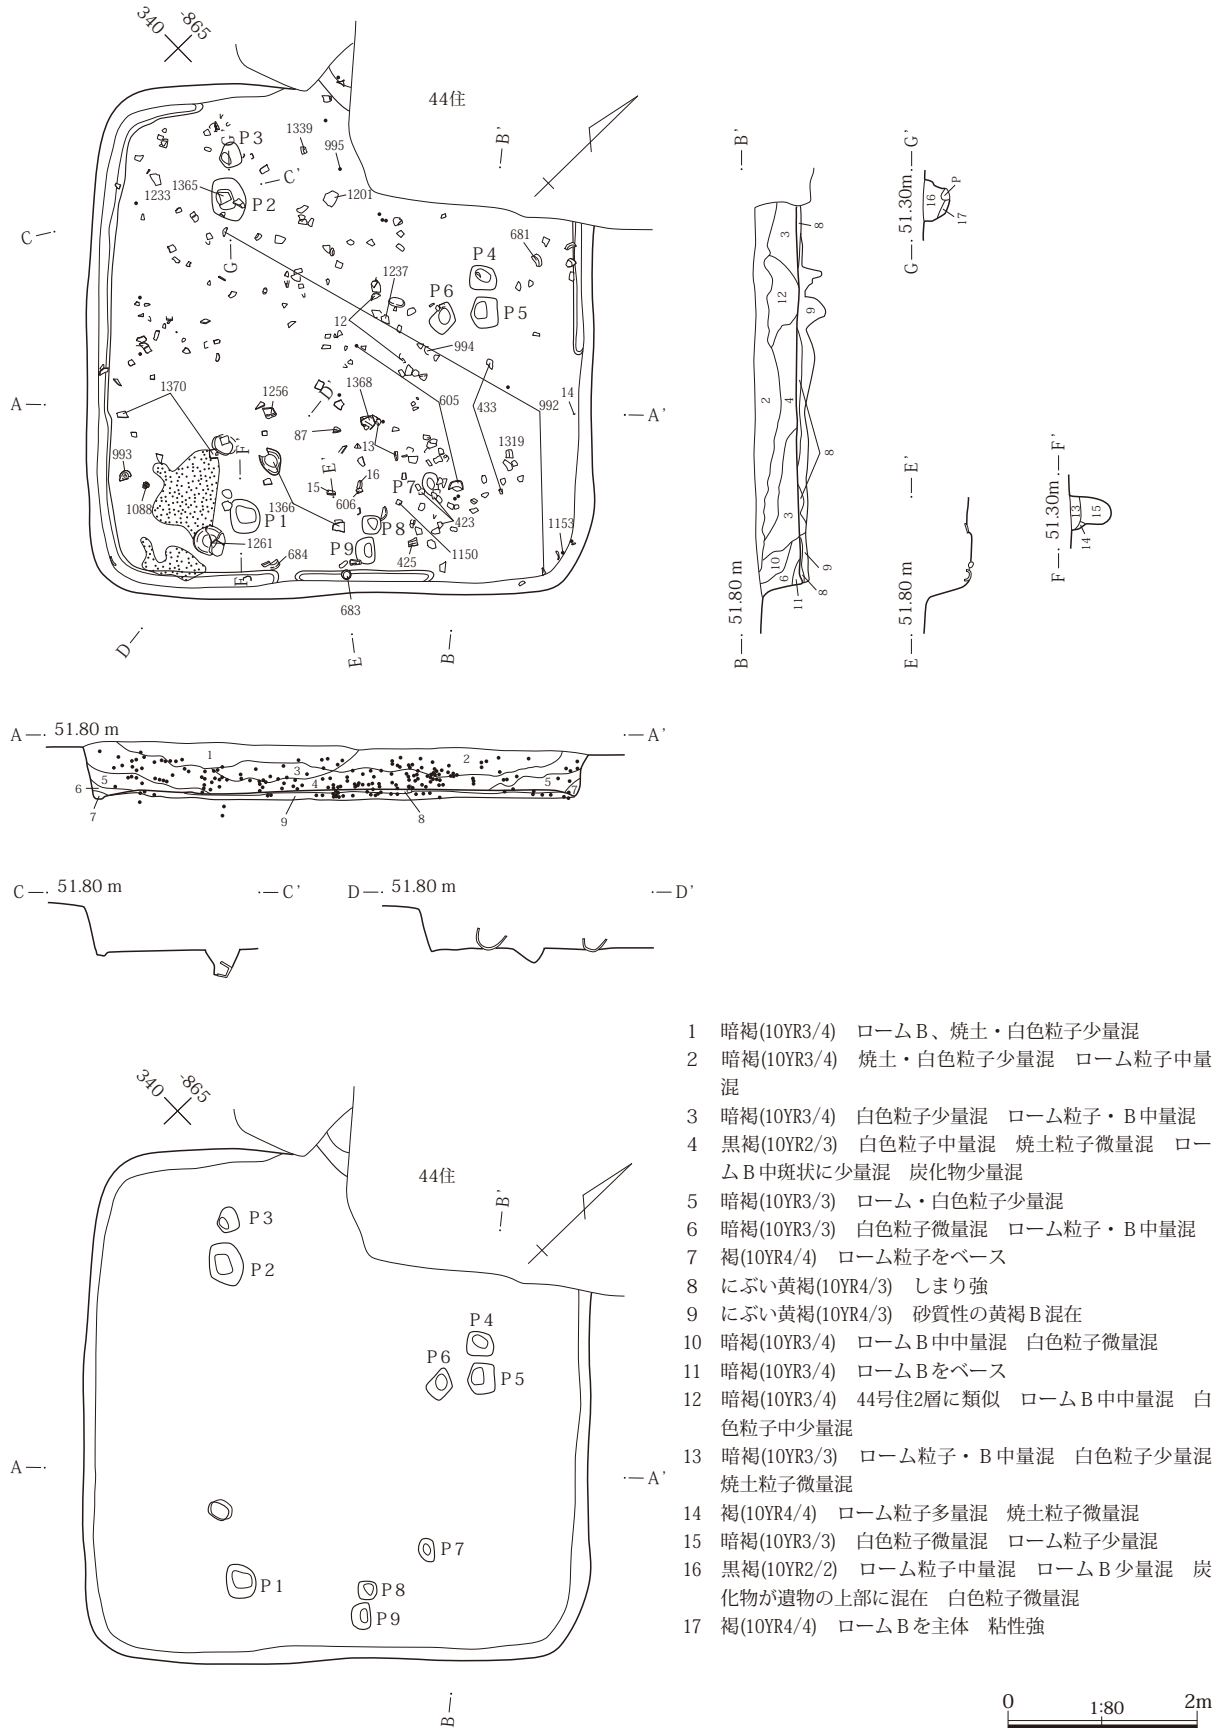 340 -865
44住
B'
P3
1339
995
C'
1233
1365
P2
1201
C
G
G'
681
P4
1237
P6
P5
12
994
A
A'
1370
1256
D'
1368
605
433
992
14
87
13
1319
993
F'
E'
16
15
606
P7
1088
1366
P1
P8
423
1153
P9
1261
684
425
1150
683
D
E
B
B 51.80 m B'
3
8
12
9
2
4
8
3
10
6
9
8
11
G 51.30m G'
P
16
17
E 51.80 m E'
F 51.30m F'
13
15
14
A 51.80 m A'
1
2
3
5
4
5
6
7
7
9
8
C 51.80 m C'
D 51.80 m D'
340 -865
44住
B'
P3
P2
P4
P6
P5
A
A'
P7
P1
P8
P9
B
1 暗褐(10YR3/4) ロームB、焼土・白色粒子少量混
2 暗褐(10YR3/4) 焼土・白色粒子少量混 ローム粒子中量
混
3 暗褐(10YR3/4) 白色粒子少量混 ローム粒子・B中量混
4 黒褐(10YR2/3) 白色粒子中量混 焼土粒子微量混 ロー
ムB中斑状に少量混 炭化物少量混
5 暗褐(10YR3/3) ローム・白色粒子少量混
6 暗褐(10YR3/3) 白色粒子微量混 ローム粒子・B中量混
7 褐(10YR4/4) ローム粒子をベース
8 にぶい黄褐(10YR4/3) しまり強
9 にぶい黄褐(10YR4/3) 砂質性の黄褐B混在
10 暗褐(10YR3/4) ロームB中中量混 白色粒子微量混
11 暗褐(10YR3/4) ロームBをベース
12 暗褐(10YR3/4) 44号住2層に類似 ロームB中中量混 白
色粒子中少量混
13 暗褐(10YR3/3) ローム粒子・B中量混 白色粒子少量混
焼土粒子微量混
14 褐(10YR4/4) ローム粒子多量混 焼土粒子微量混
15 暗褐(10YR3/3) 白色粒子微量混 ローム粒子少量混
16 黒褐(10YR2/2) ローム粒子中量混 ロームB少量混 炭
化物が遺物の上部に混在 白色粒子微量混
17 褐(10YR4/4) ロームBを主体 粘性強
0 1:80 2m